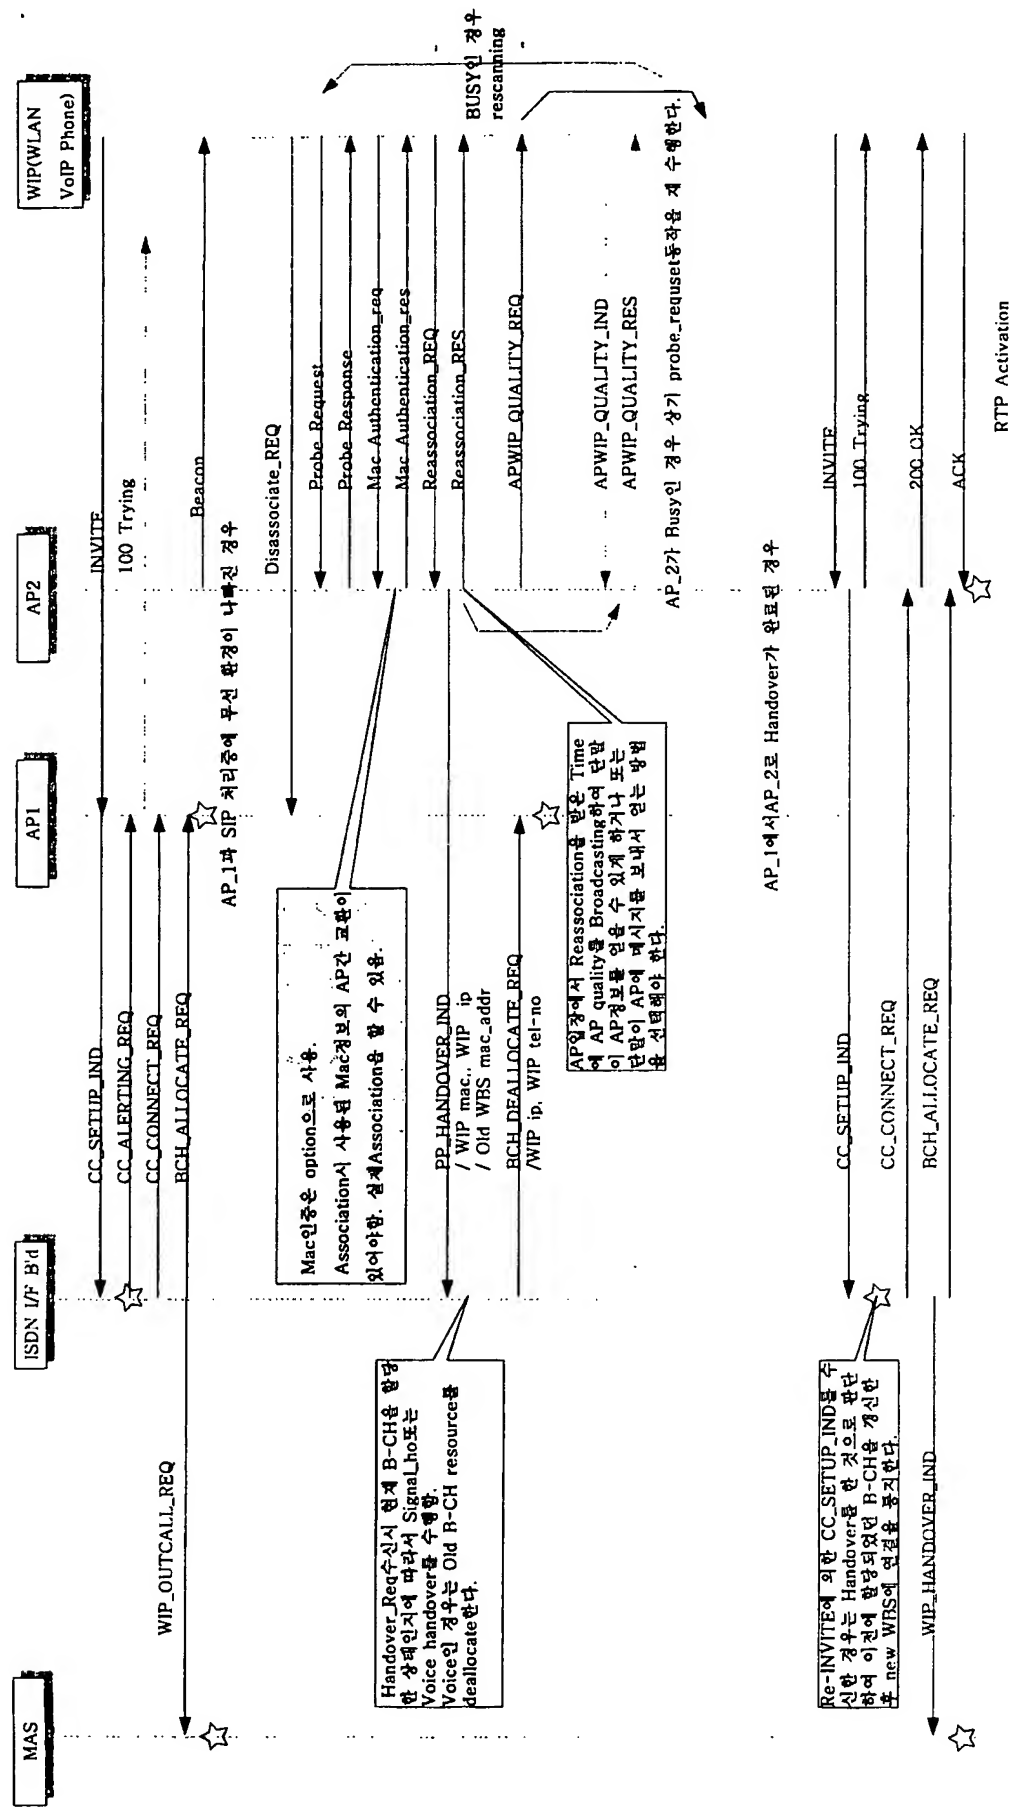 MAS
ISDN I/F B'd
AP1
AP2
WIP(WLAN
VoIP Phone)
INVITE
CC_SETUP_IND
100 Trying
CC_ALERTING_REQ
CC_CONNECT_REQ
WIP_OUTCALL_REQ
BCH_ALLOCATE_REQ
Beacon
AP_1과 SIP 처리중에 무선 환경이 나빠진 경우
Disassociate_REQ
Probe Request
Probe Response
Mac Authentication_req
Mac Authentication_res
Reassociation_REQ
Reassociation_RES
BUSY인 경우
rescanning
Mac인증은 option으로 사용.
Association시 사용된 Mac정보의 AP간 교환이
있어야함. 실제Association을 할 수 있음.
PP_HANDOVER_IND
/ WIP mac., WIP ip
/ Old WBS mac_addr
BCH_DEALLOCATE_REQ
/WIP ip, WIP tel-no
Handover_Req수신시 현재 B-CH을 할당
한 상태인지에 따라서 Signal_ho또는
Voice handover를 수행함.
Voice인 경우는 Old B-CH resource를
deallocate한다.
APWIP_QUALITY_REQ
APWIP_QUALITY_IND
APWIP_QUALITY_RES
AP입장에서 Reassociation을 받은 Time
에 AP quality를 Broadcasting하여 단말
이 AP정보를 얻을 수 있게 하거나 또는
단말이 AP에 메시지를 보내서 얻는 방법
을 선택해야 한다.
AP_2가 Busy인 경우 상기 probe_requset동작을 재 수행한다.
AP_1에서AP_2로 Handover가 완료된 경우
INVITE
CC_SETUP_IND
100 Trying
CC_CONNECT_REQ
200 OK
BCH_ALLOCATE_REQ
ACK
WIP_HANDOVER_IND
Re-INVITE에 의한 CC_SETUP_IND를 수
신한 경우는 Handover를 한 것으로 판단
하여 이전에 할당되었던 B-CH을 갱신한
후 new WBS에 연결을 통지한다.
RTP Activation